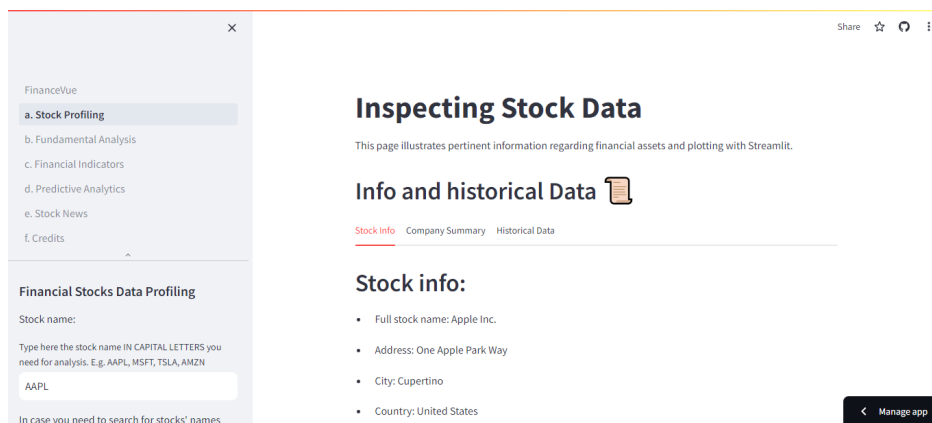 Share
FinanceVue
a. Stock Profiling
b. Fundamental Analysis
c. Financial Indicators
d. Predictive Analytics
e. Stock News
f. Credits
Financial Stocks Data Profiling
Stock name:
Type here the stock name IN CAPITAL LETTERS you
need for analysis. E.g. AAPL, MSFT, TSLA, AMZN
AAPL
In case you need to search for stocks' names
Inspecting Stock Data
This page illustrates pertinent information regarding financial assets and plotting with Streamlit.
Info and historical Data
Stock Info Company Summary Historical Data
Stock info:
• Full stock name: Apple Inc.
• Address: One Apple Park Way
• City: Cupertino
• Country: United States
Manage app